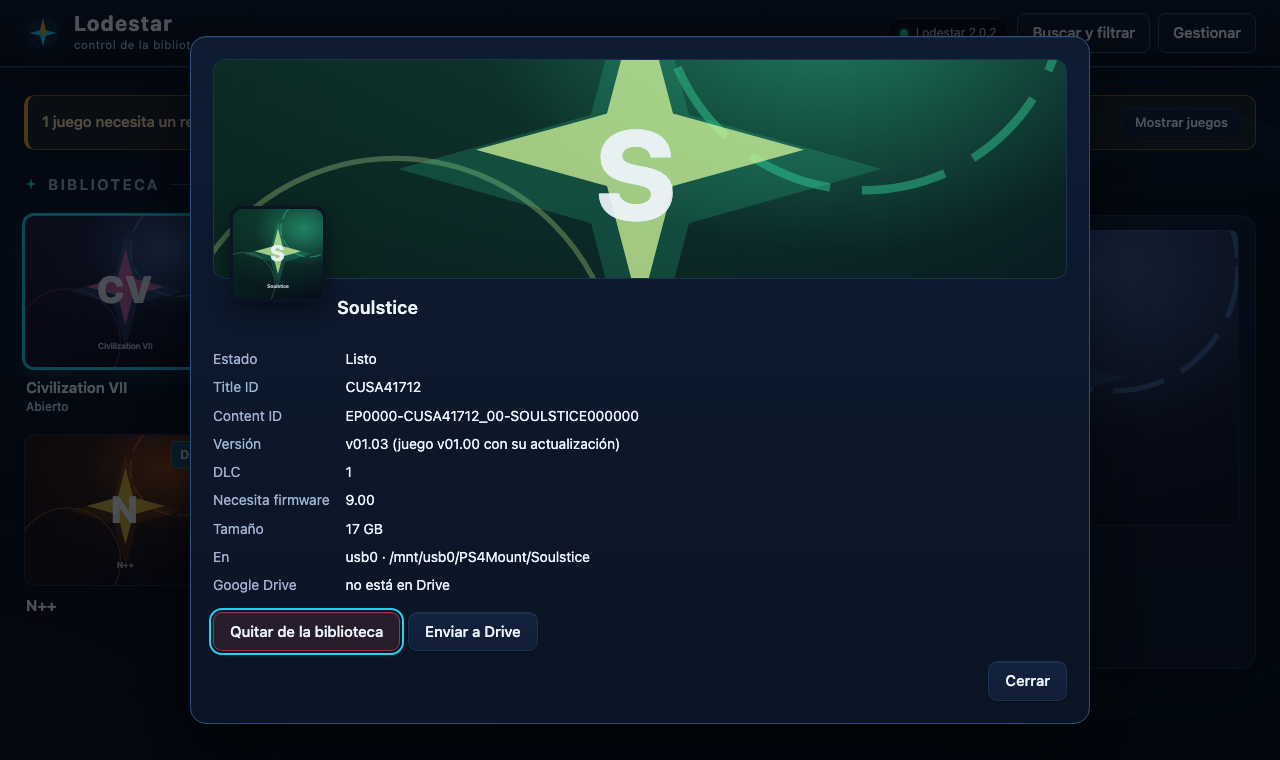 Lodestar
control de la bibliot
Lodestar 2.0.2
Buscar y filtrar
Gestionar
1 juego necesita un re
Mostrar juegos
BIBLIOTECA
CV
Civilization VII
Civilization VII
Abierto
D
N
N++
N++
S
S
Soulstice
Soulstice
Estado Listo
Title ID CUSA41712
Content ID EP0000-CUSA41712_00-SOULSTICE000000
Versión v01.03 (juego v01.00 con su actualización)
DLC 1
Necesita firmware 9.00
Tamaño 17 GB
En usb0 · /mnt/usb0/PS4Mount/Soulstice
Google Drive no está en Drive
Quitar de la biblioteca
Enviar a Drive
Cerrar